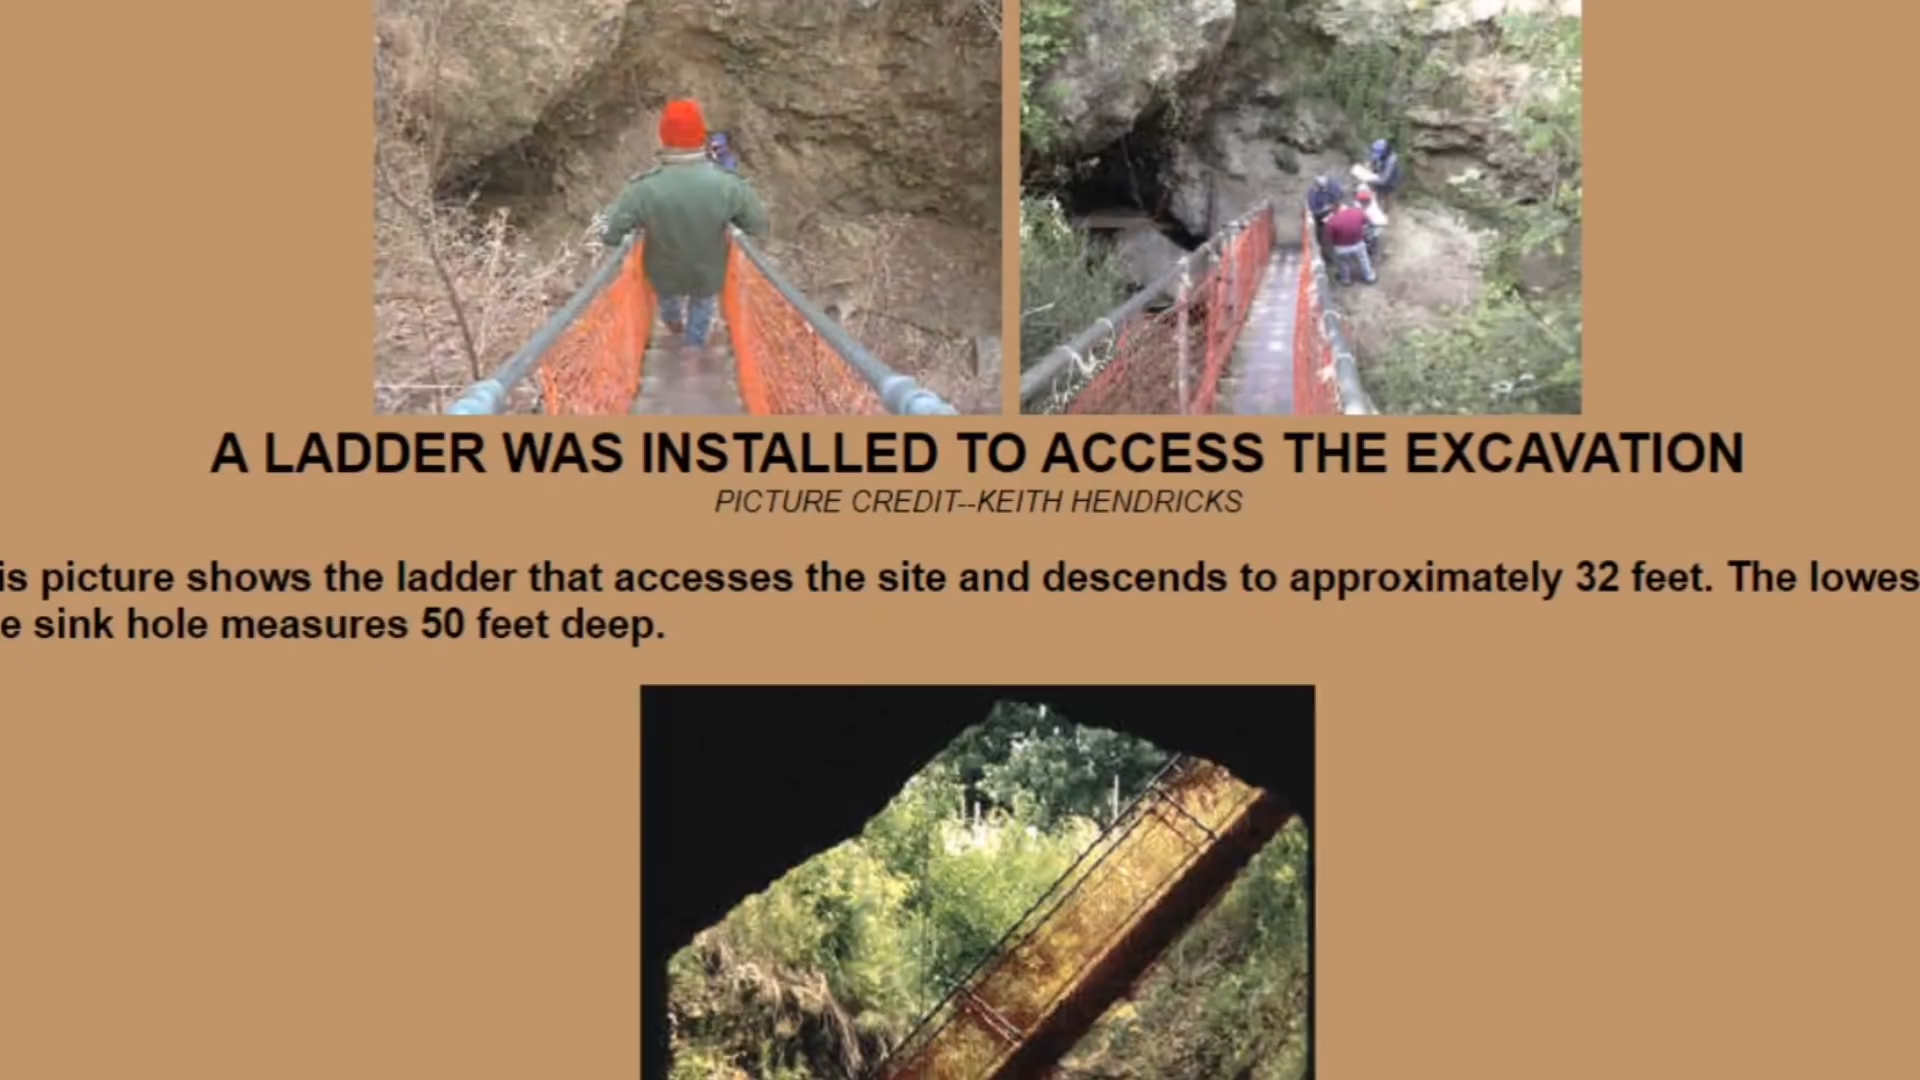 A LADDER WAS INSTALLED TO ACCESS THE EXCAVATION
PICTURE CREDIT--KEITH HENDRICKS
is picture shows the ladder that accesses the site and descends to approximately 32 feet. The lowes
e sink hole measures 50 feet deep.